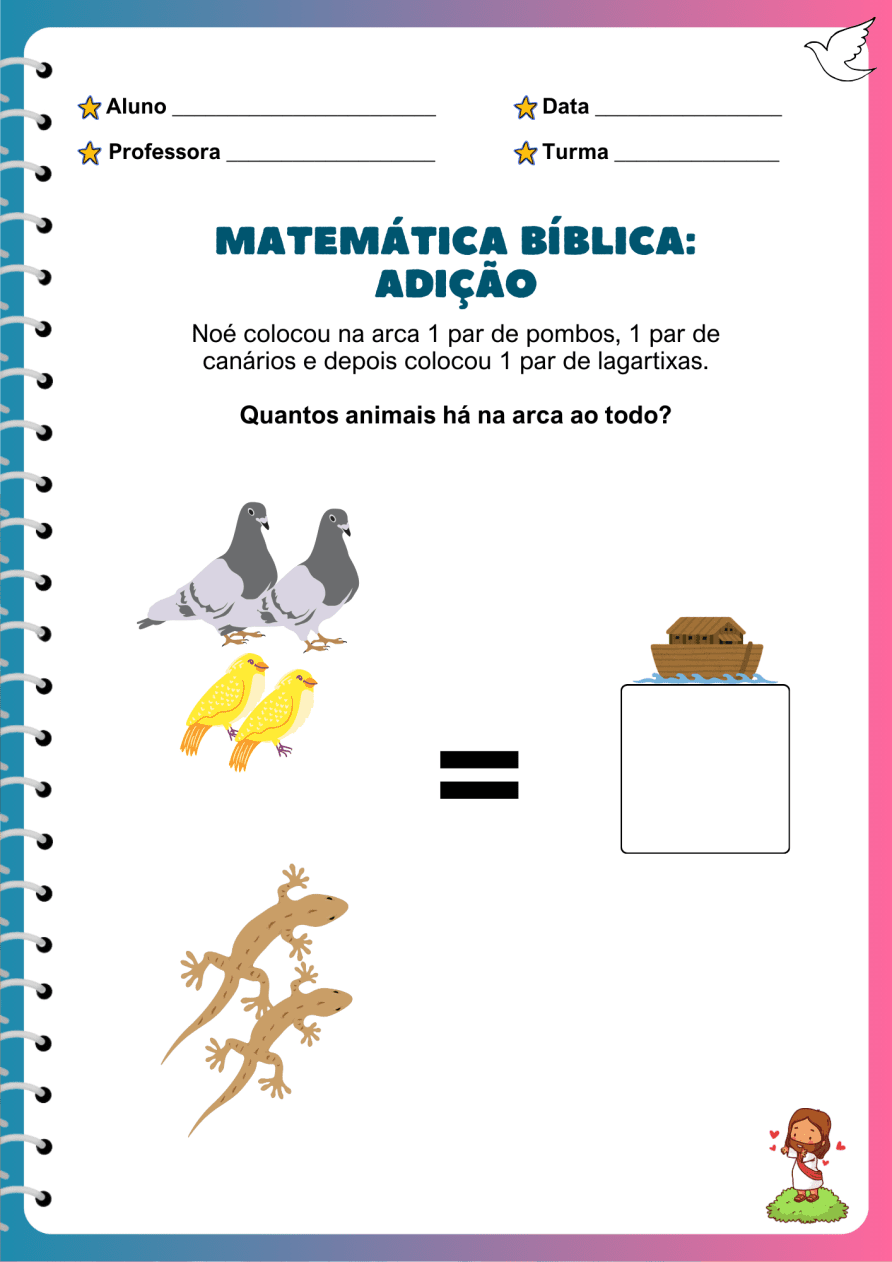 Aluno ______________________ Data ________________
Professora __________________ Turma ______________
MATEMÁTICA BÍBLICA:
ADIÇÃO
Noé colocou na arca 1 par de pombos, 1 par de
canários e depois colocou 1 par de lagartixas.
Quantos animais há na arca ao todo?
=